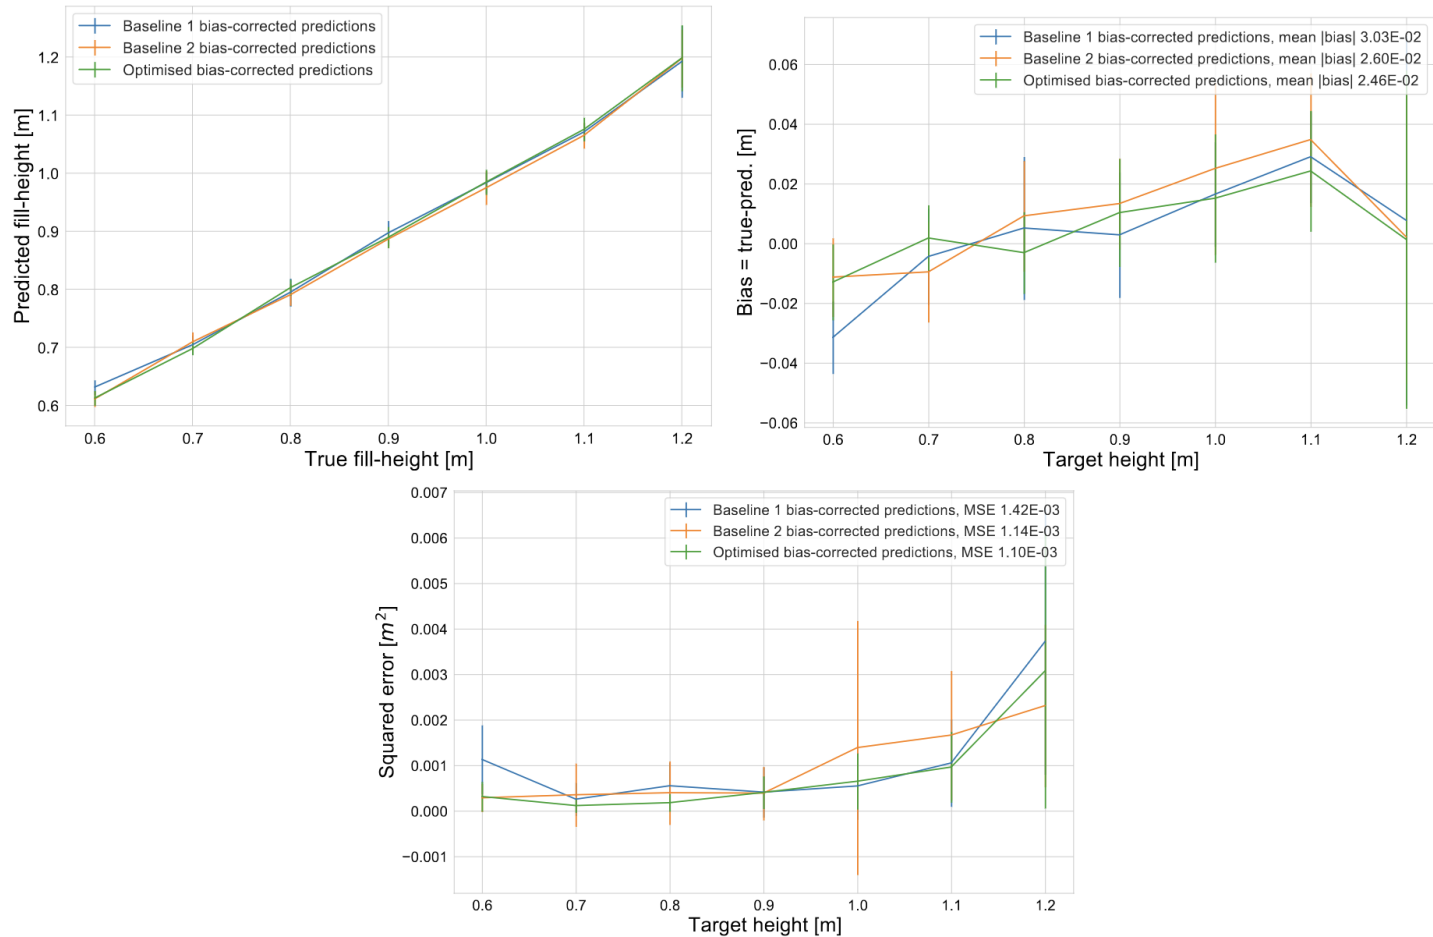 Baseline 1 bias-corrected predictions
Baseline 2 bias-corrected predictions
Optimised bias-corrected predictions
1.2
1.1
1.0
0.9
0.8
0.7
0.6
Predicted fill-height [m]
0.6 0.7 0.8 0.9 1.0 1.1 1.2
True fill-height [m]
Baseline 1 bias-corrected predictions, mean |bias| 3.03E-02
Baseline 2 bias-corrected predictions, mean |bias| 2.60E-02
Optimised bias-corrected predictions, mean |bias| 2.46E-02
0.06
0.04
0.02
0.00
−0.02
−0.04
−0.06
Bias = true-pred. [m]
0.6 0.7 0.8 0.9 1.0 1.1 1.2
Target height [m]
Baseline 1 bias-corrected predictions, MSE 1.42E-03
Baseline 2 bias-corrected predictions, MSE 1.14E-03
Optimised bias-corrected predictions, MSE 1.10E-03
0.007
0.006
0.005
0.004
0.003
0.002
0.001
0.000
−0.001
Squared error [m²]
0.6 0.7 0.8 0.9 1.0 1.1 1.2
Target height [m]